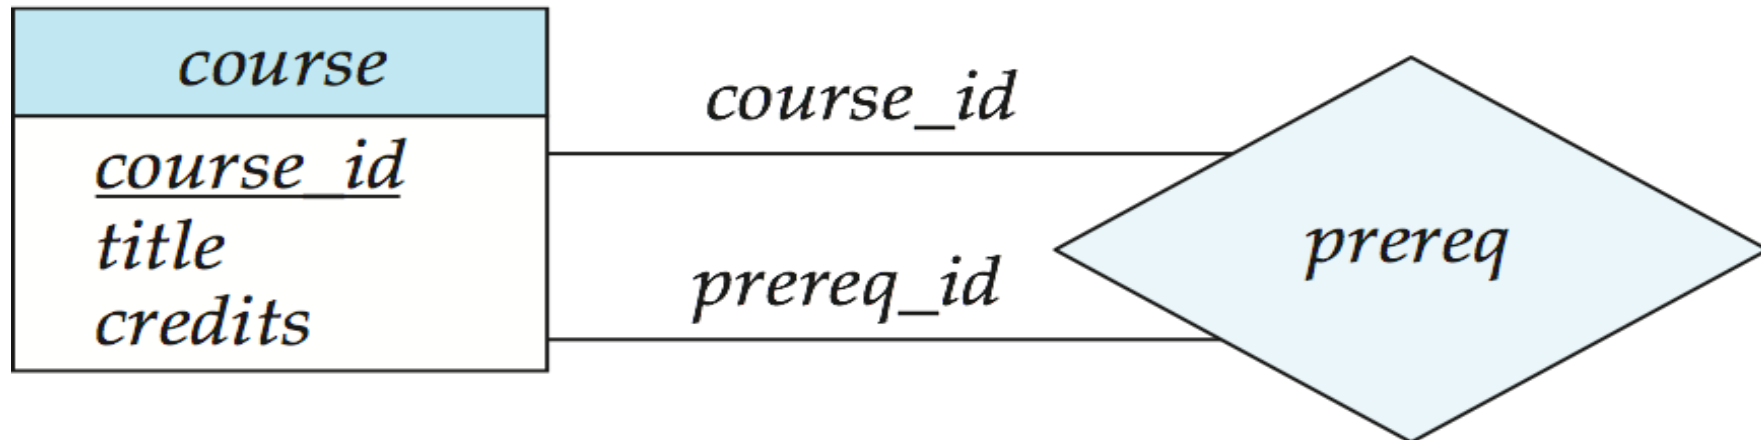 course
course_id
title
credits
course_id
prereq_id
prereq